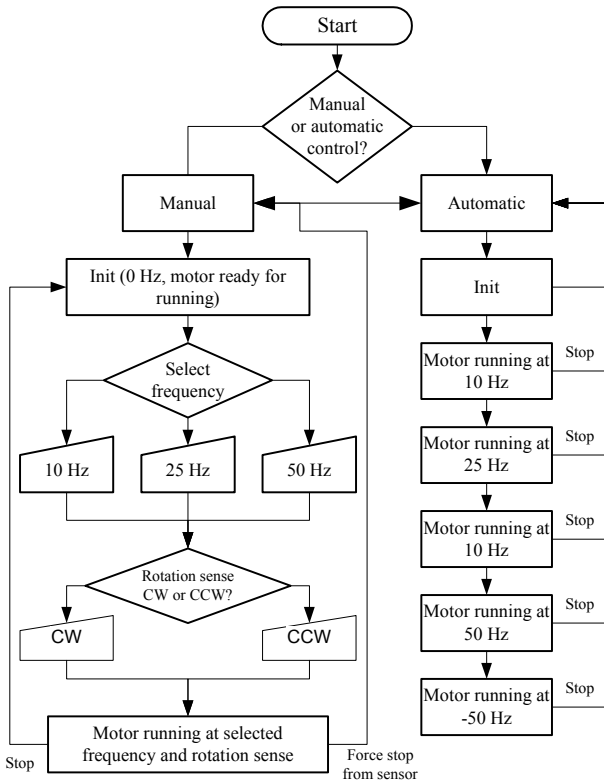 Start
Manual
or automatic
control?
Manual
Automatic
Init (0 Hz, motor ready for
running)
Init
Select
frequency
10 Hz
25 Hz
50 Hz
Rotation sense
CW or CCW?
CW
CCW
Motor running at selected
frequency and rotation sense
Stop
Force stop
from sensor
Motor running at
10 Hz
Stop
Motor running at
25 Hz
Stop
Motor running at
10 Hz
Stop
Motor running at
50 Hz
Stop
Motor running at
-50 Hz
Stop